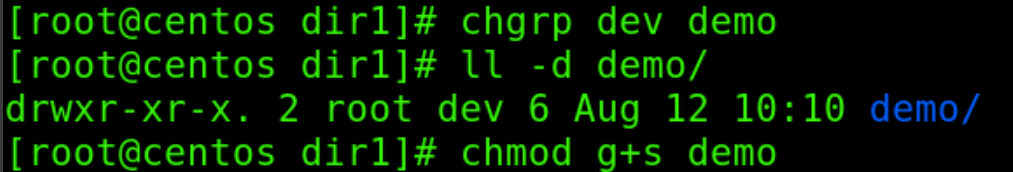 [root@centos dir1]# chgrp dev demo
[root@centos dir1]# ll -d demo/
drwxr-xr-x. 2 root dev 6 Aug 12 10:10 demo/
[root@centos dir1]# chmod g+s demo